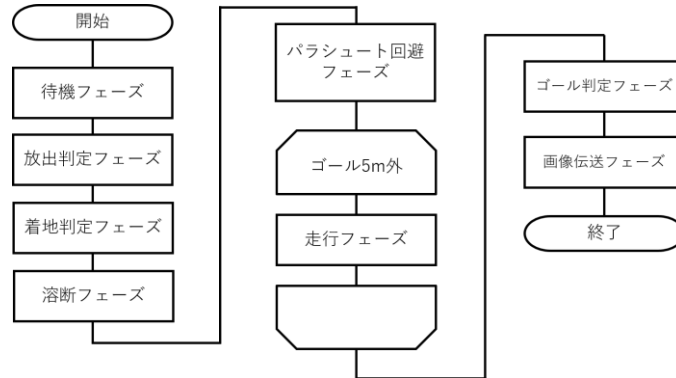 開始
待機フェーズ
放出判定フェーズ
着地判定フェーズ
溶断フェーズ
パラシュート回避
フェーズ
ゴール5m外
走行フェーズ
ゴール判定フェーズ
画像伝送フェーズ
終了